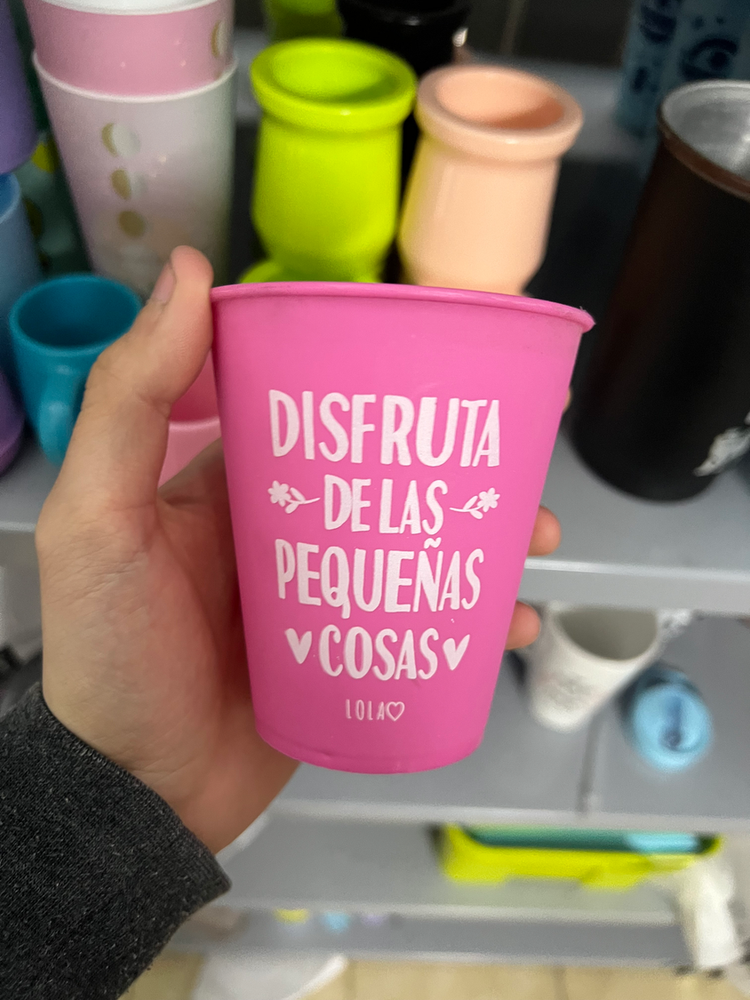 DISFRUTA
DE LAS
PEQUEÑAS
COSAS
LOLA